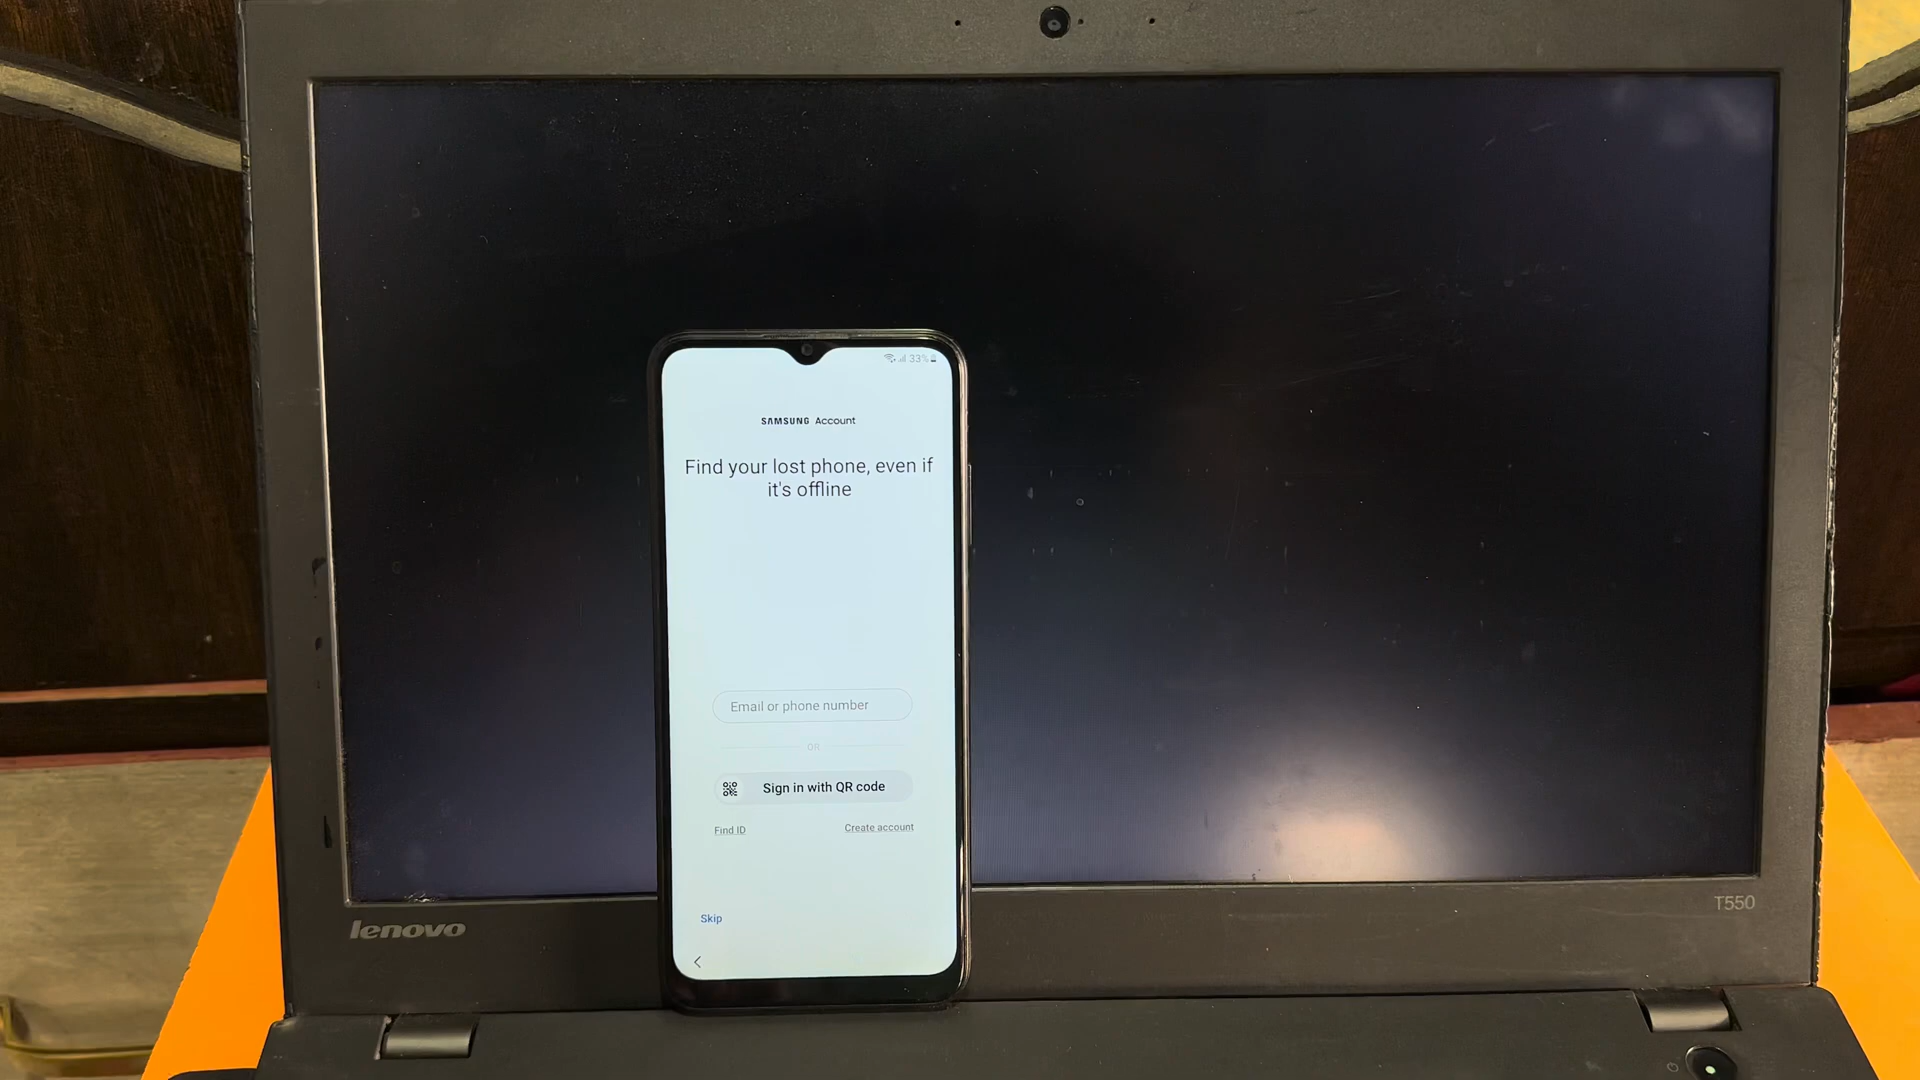 33%
SAMSUNG Account
Find your lost phone, even if
it's offline
Email or phone number
OR
Sign in with QR code
Find ID
Create account
Skip
lenovo
T550